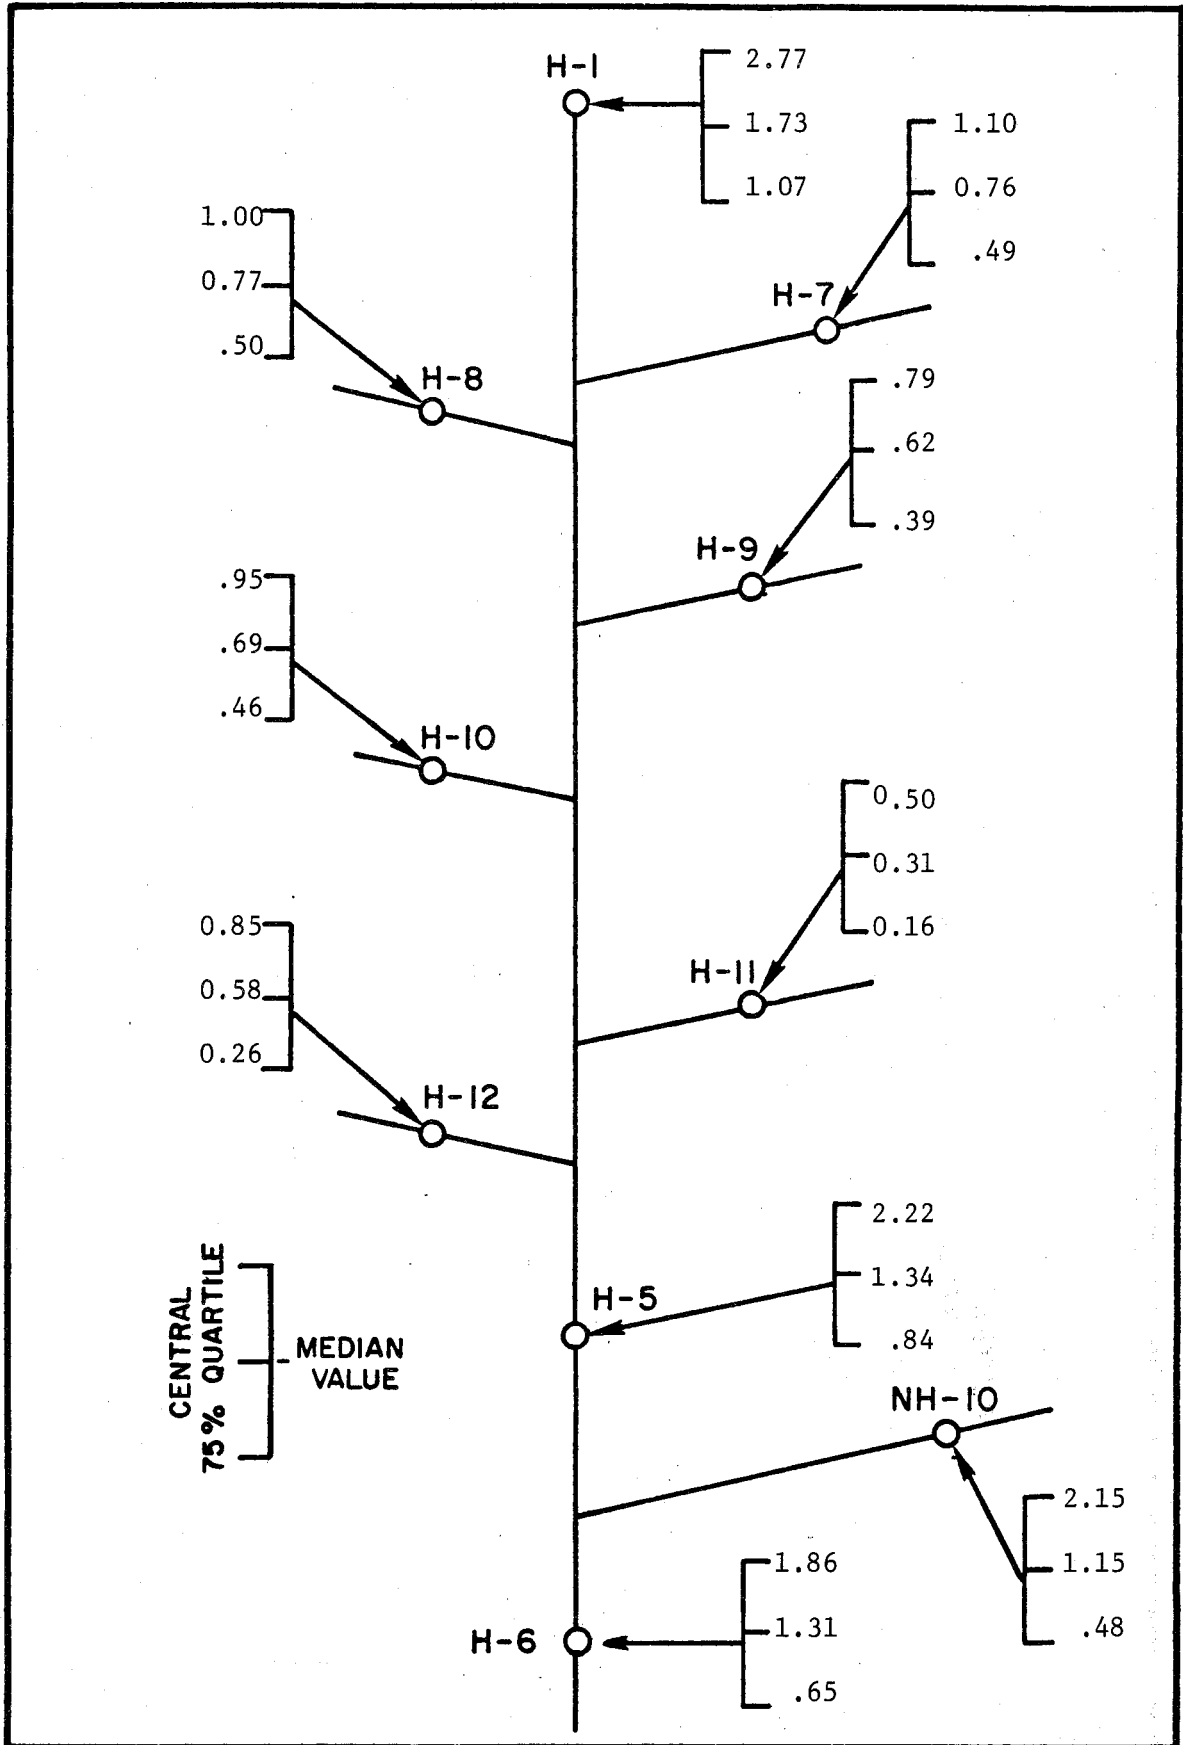 H-1
2.77
1.73
1.07
1.10
0.76
.49
H-7
1.00
0.77
.50
H-8
.79
.62
.39
H-9
.95
.69
.46
H-10
0.50
0.31
0.16
H-11
0.85
0.58
0.26
H-12
2.22
1.34
.84
H-5
CENTRAL
75% QUARTILE
MEDIAN
VALUE
NH-10
2.15
1.15
.48
1.86
1.31
.65
H-6